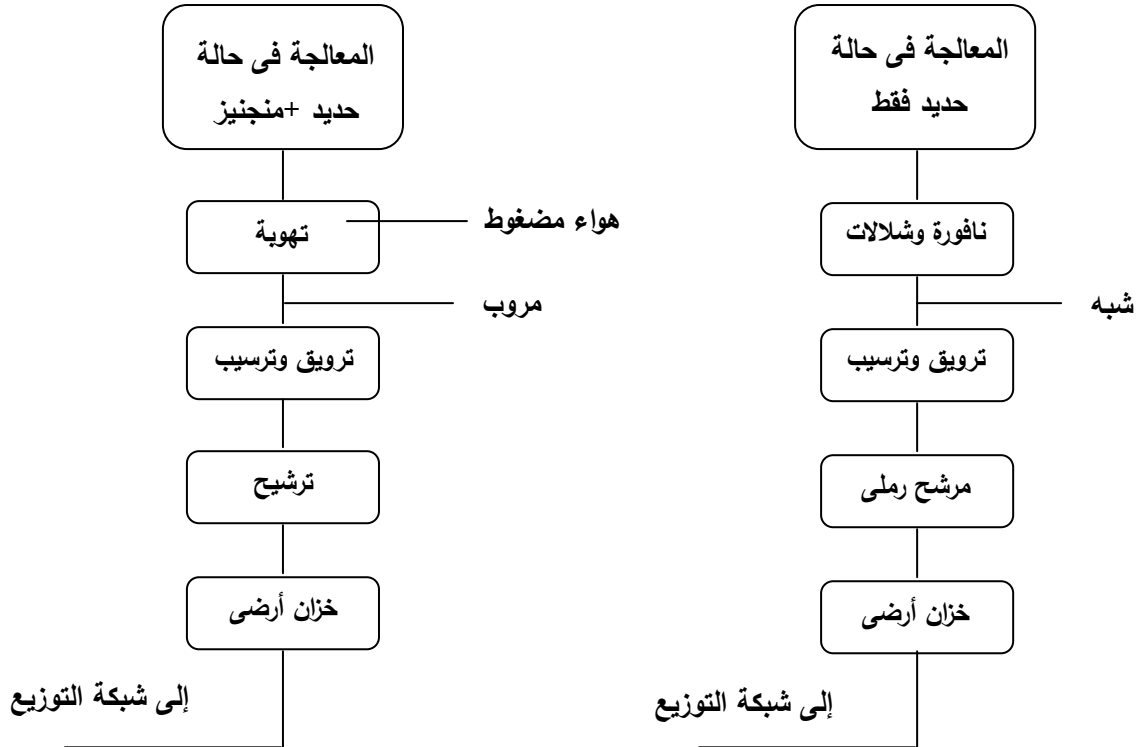 المعالجة فى حالة
حديد فقط
نافورة وشلالات
شبه
ترويق وترسيب
مرشح رملى
خزان أرضى
إلى شبكة التوزيع
المعالجة فى حالة
حديد +منجنيز
تهوية
هواء مضغوط
مروب
ترويق وترسيب
ترشيح
خزان أرضى
إلى شبكة التوزيع